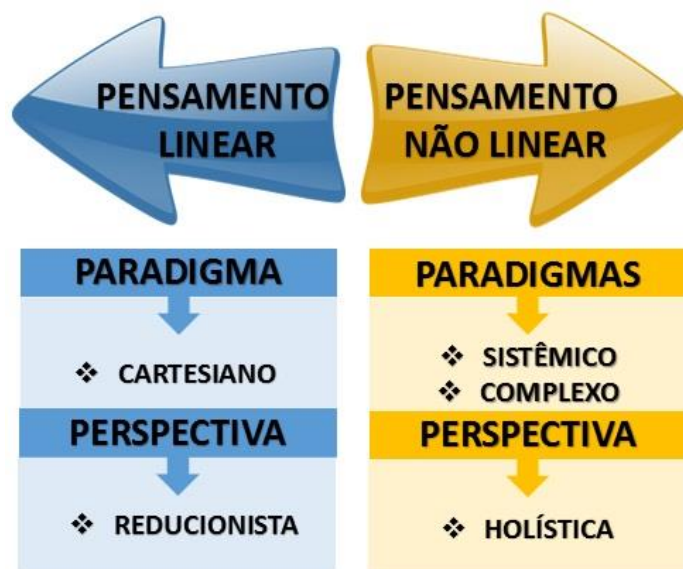 PENSAMENTO
LINEAR
PENSAMENTO
NÃO LINEAR
PARADIGMA
❖ CARTESIANO
PERSPECTIVA
❖ REDUCIONISTA
PARADIGMAS
❖ SISTÊMICO
❖ COMPLEXO
PERSPECTIVA
❖ HOLÍSTICA